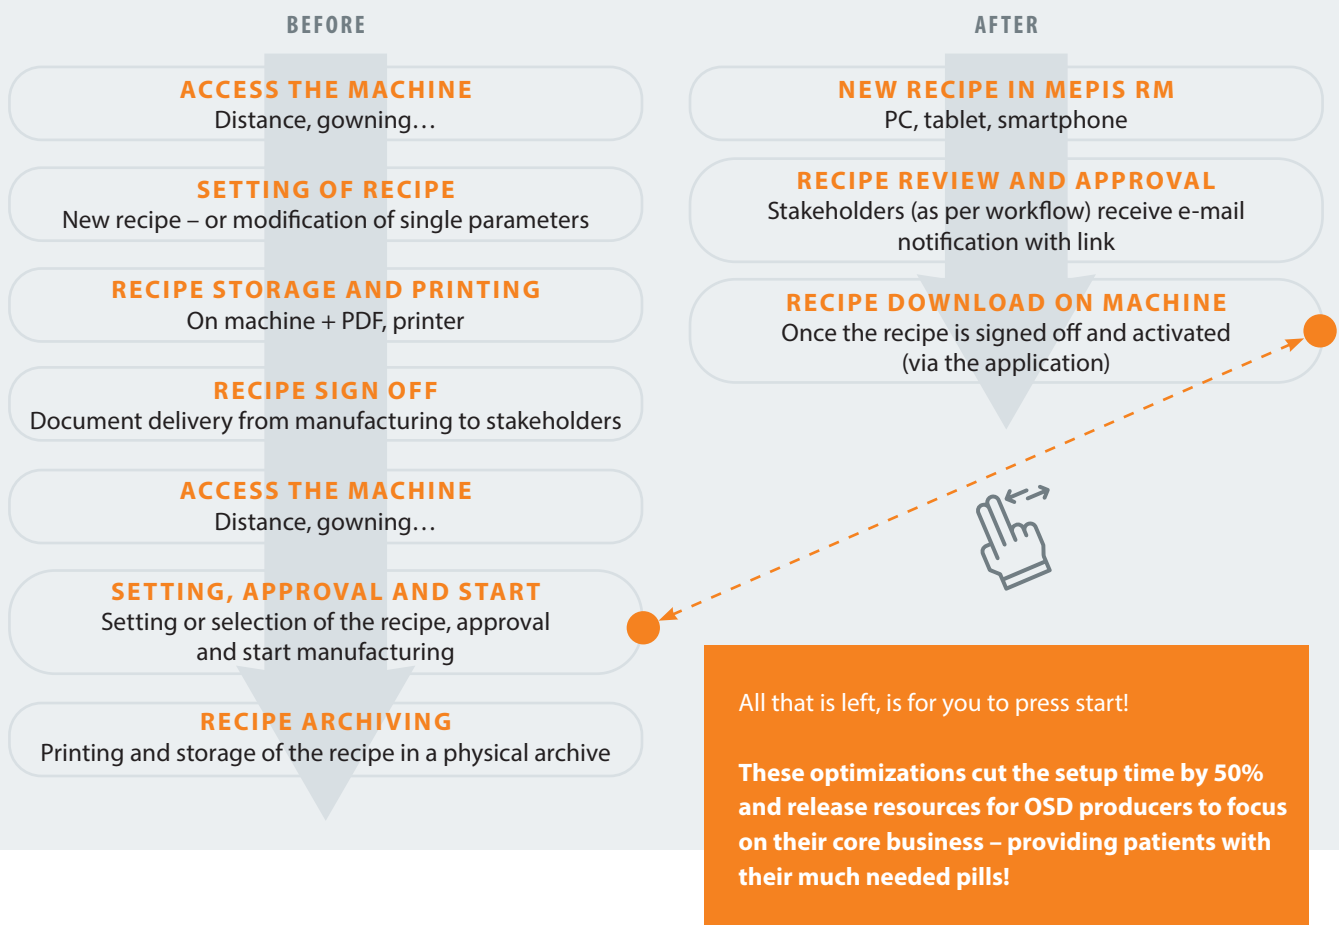 BEFORE
ACCESS THE MACHINE
Distance, gowning…
SETTING OF RECIPE
New recipe – or modification of single parameters
RECIPE STORAGE AND PRINTING
On machine + PDF, printer
RECIPE SIGN OFF
Document delivery from manufacturing to stakeholders
ACCESS THE MACHINE
Distance, gowning…
SETTING, APPROVAL AND START
Setting or selection of the recipe, approval
and start manufacturing
RECIPE ARCHIVING
Printing and storage of the recipe in a physical archive
AFTER
NEW RECIPE IN MEPIS RM
PC, tablet, smartphone
RECIPE REVIEW AND APPROVAL
Stakeholders (as per workflow) receive e-mail
notification with link
RECIPE DOWNLOAD ON MACHINE
Once the recipe is signed off and activated
(via the application)
All that is left, is for you to press start!
These optimizations cut the setup time by 50%
and release resources for OSD producers to focus
on their core business – providing patients with
their much needed pills!